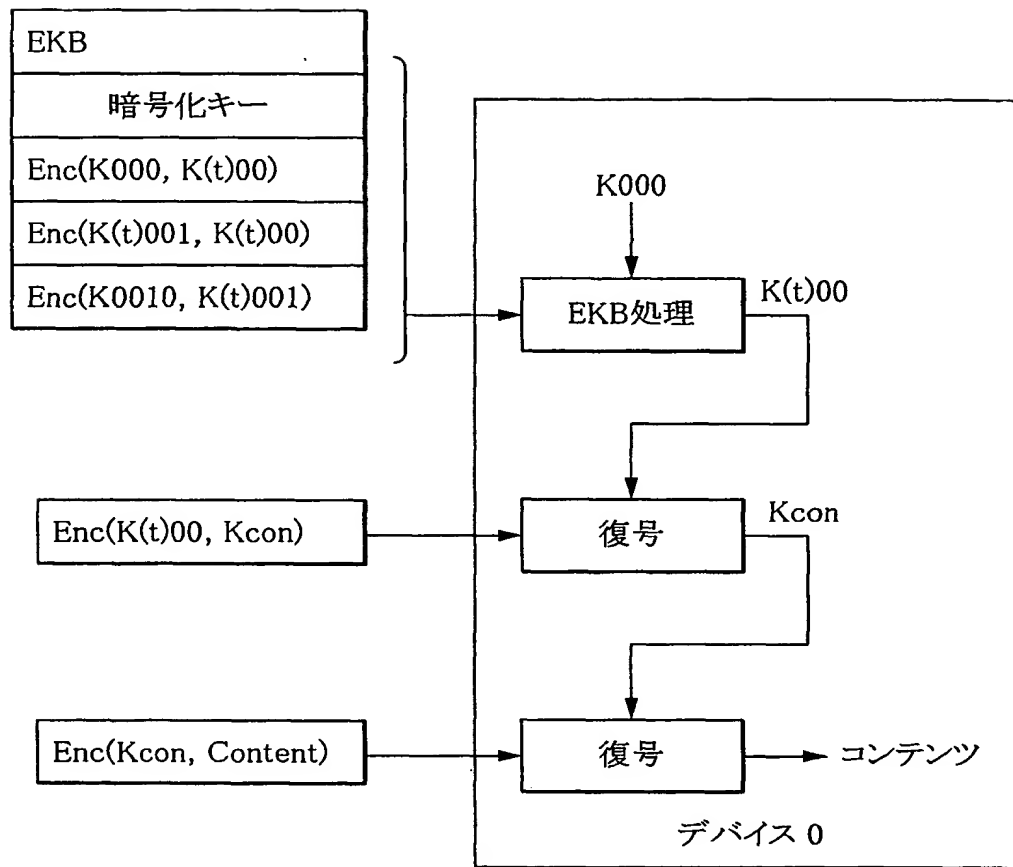 EKB
暗号化キー
Enc(K000, K(t)00)
Enc(K(t)001, K(t)00)
Enc(K0010, K(t)001)
K000
EKB処理
K(t)00
Enc(K(t)00, Kcon)
復号
Kcon
Enc(Kcon, Content)
復号
コンテンツ
デバイス 0